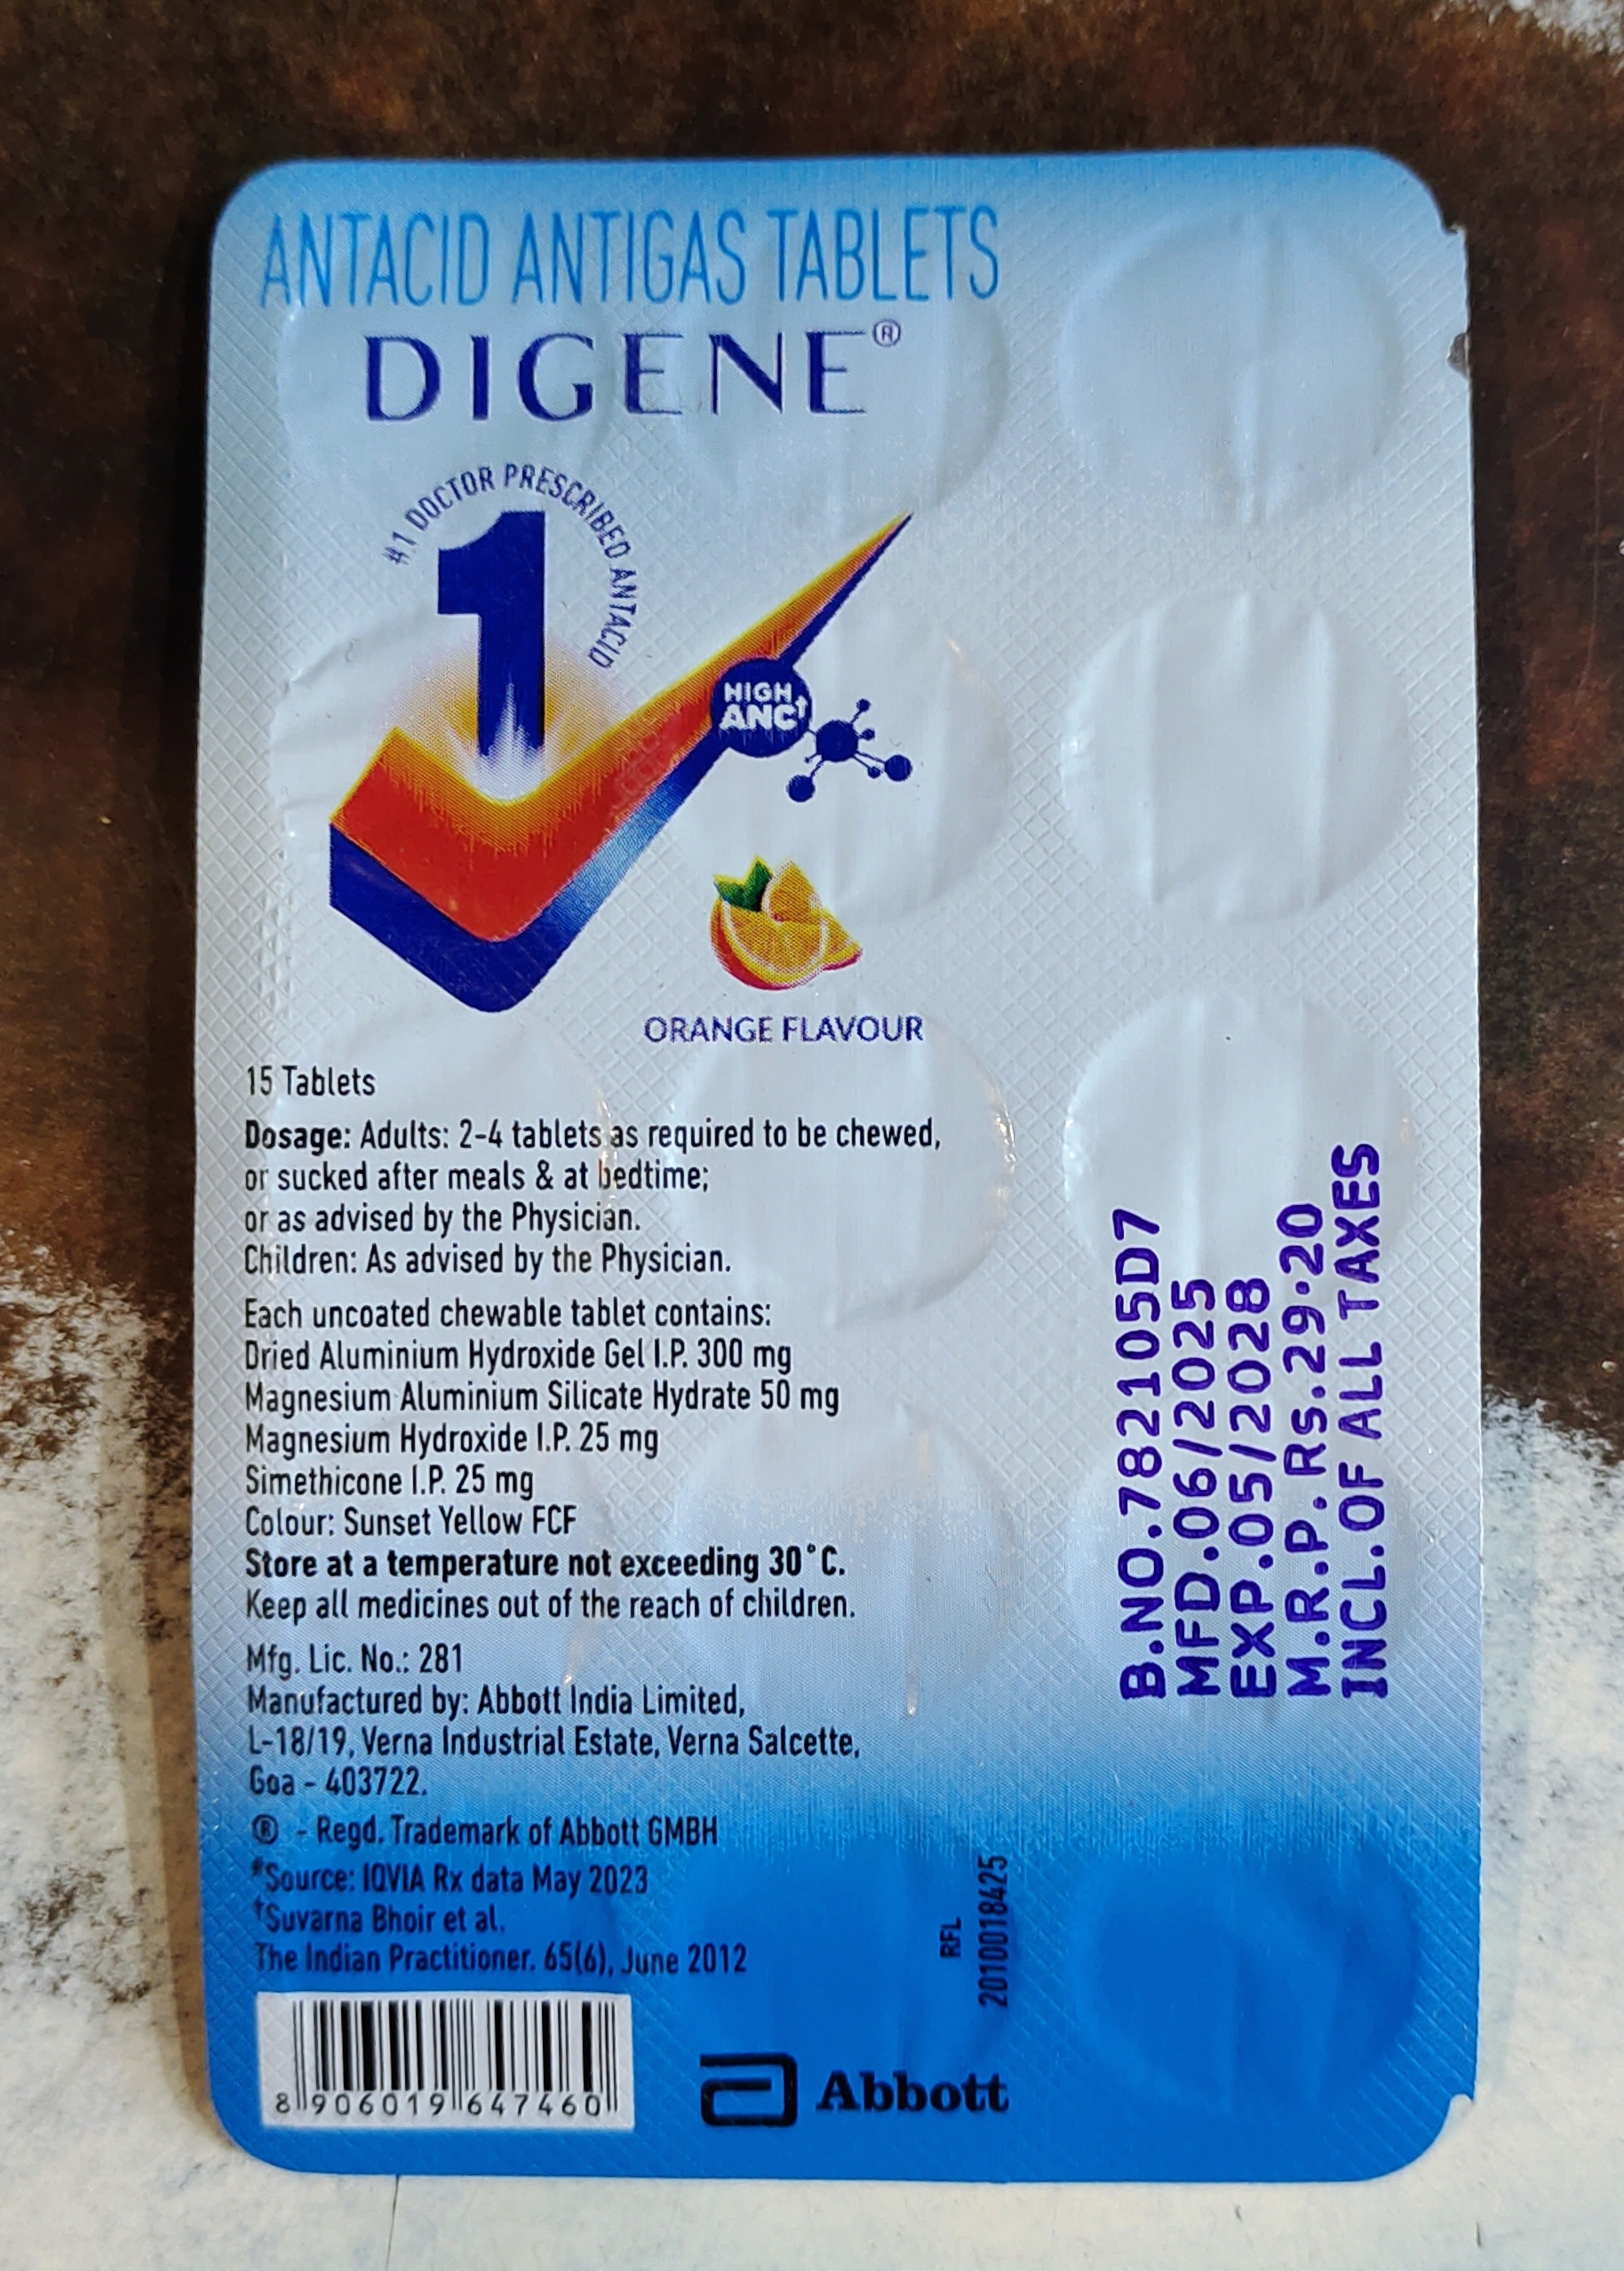 ANTACID ANTIGAS TABLETS
DIGENE®
#1 DOCTOR PRESCRIBED ANTACID
1
HIGH
ANC†
ORANGE FLAVOUR
15 Tablets
Dosage: Adults: 2-4 tablets as required to be chewed,
or sucked after meals & at bedtime;
or as advised by the Physician.
Children: As advised by the Physician.
Each uncoated chewable tablet contains:
Dried Aluminium Hydroxide Gel I.P. 300 mg
Magnesium Aluminium Silicate Hydrate 50 mg
Magnesium Hydroxide I.P. 25 mg
Simethicone I.P. 25 mg
Colour: Sunset Yellow FCF
Store at a temperature not exceeding 30°C.
Keep all medicines out of the reach of children.
Mfg. Lic. No.: 281
Manufactured by: Abbott India Limited,
L-18/19, Verna Industrial Estate, Verna Salcette,
Goa - 403722.
® - Regd. Trademark of Abbott GMBH
#Source: IQVIA Rx data May 2023
†Suvarna Bhoir et al.
The Indian Practitioner. 65(6), June 2012
8 906019 647460
Abbott
RFL
2010018425
B.NO.782105D7
MFD.06/2025
EXP.05/2028
M.R.P.Rs.29.20
INCL.OF ALL TAXES